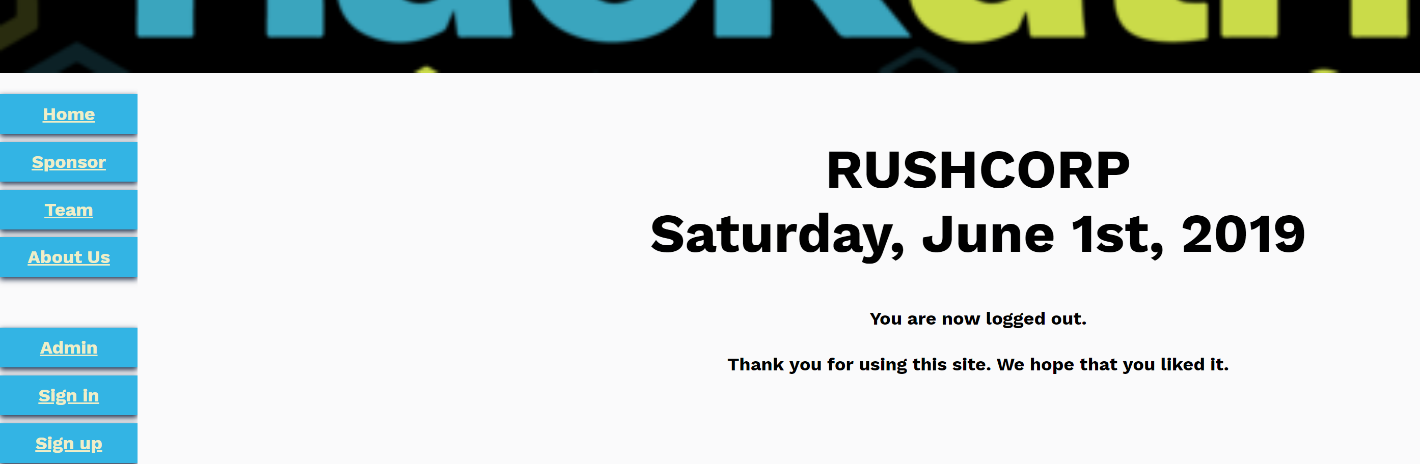 Home
Sponsor
Team
About Us
Admin
Sign in
Sign up
RUSHCORP
Saturday, June 1st, 2019
You are now logged out.
Thank you for using this site. We hope that you liked it.